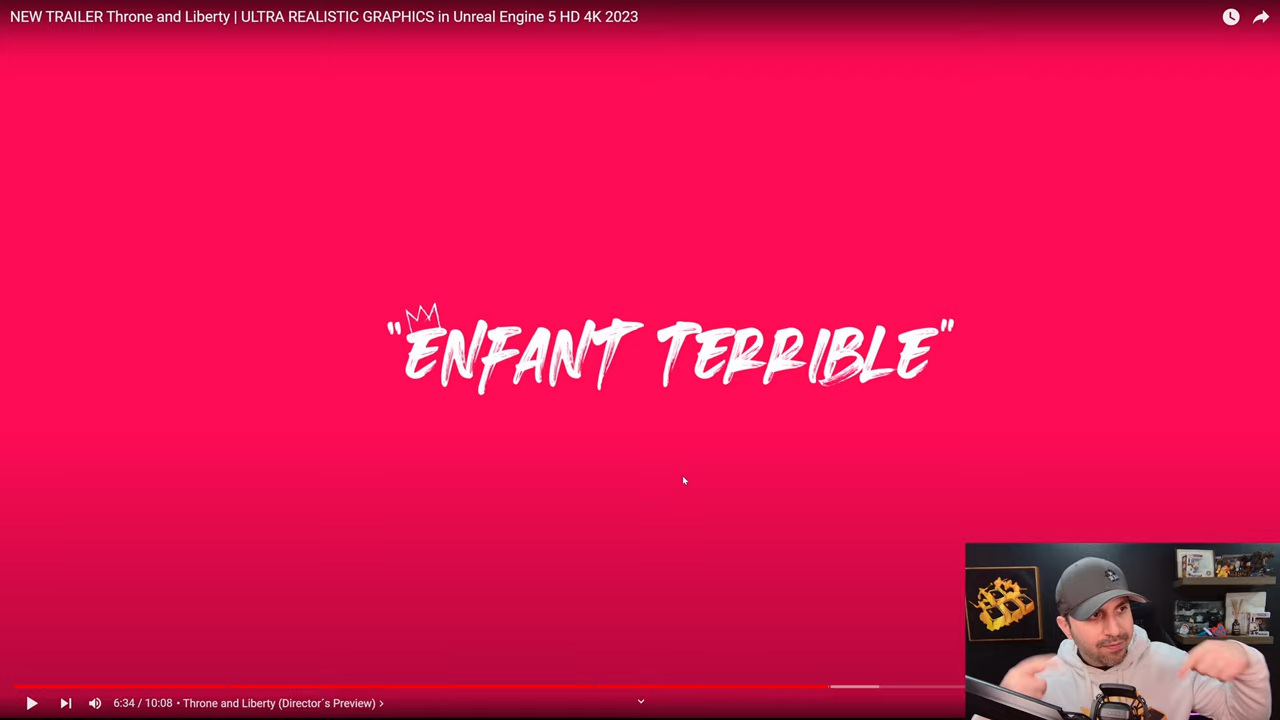 NEW TRAILER Throne and Liberty | ULTRA REALISTIC GRAPHICS in Unreal Engine 5 HD 4K 2023
"ENFANT TERRIBLE"
6:34 / 10:08 • Throne and Liberty (Director´s Preview) >